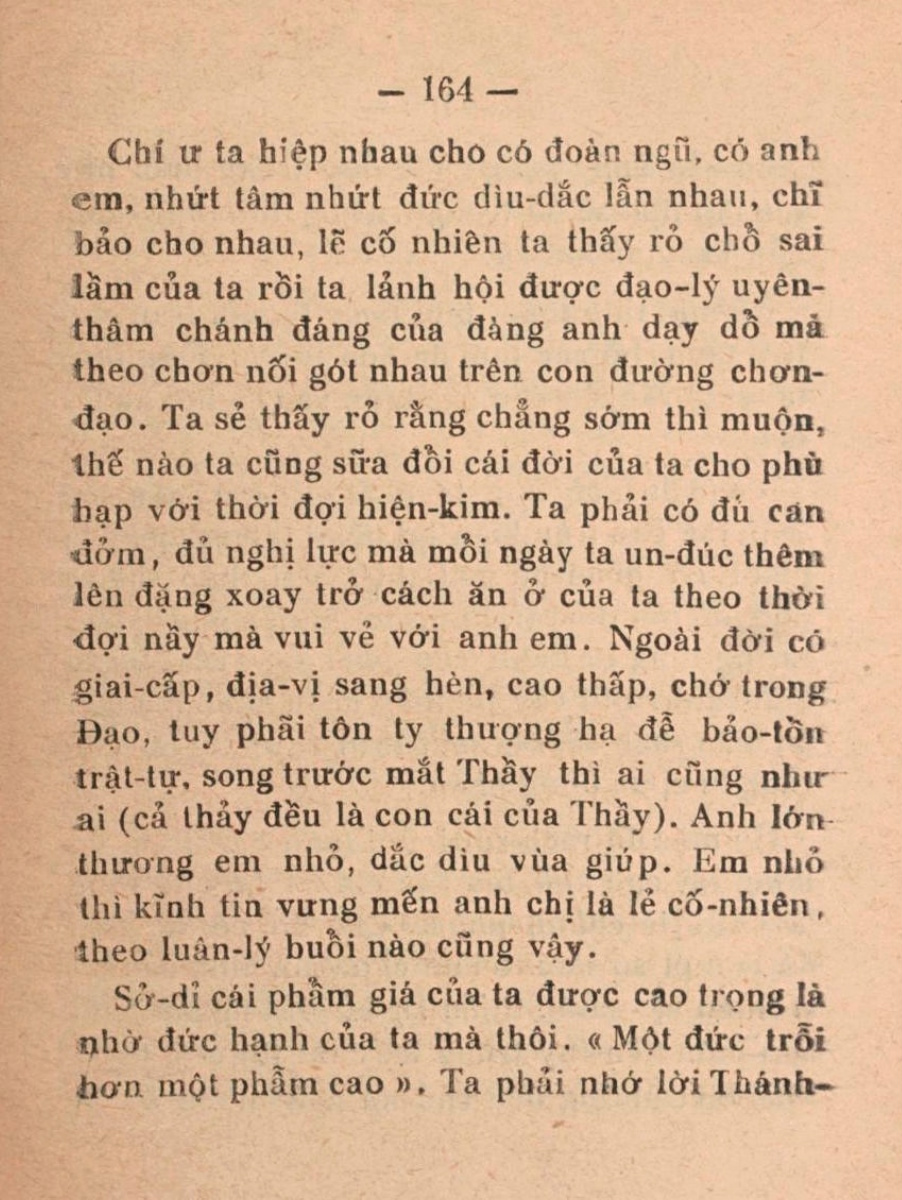 — 164 —
Chí ư ta hiệp nhau cho có đoàn ngũ, có anh
em, nhứt tâm nhứt đức dìu-dắc lẫn nhau, chĩ
bảo cho nhau, lẽ cố nhiên ta thấy rỏ chổ sai
lầm của ta rồi ta lảnh hội được đạo-lý uyên-
thâm chánh đáng của đàng anh dạy dổ mà
theo chơn nối gót nhau trên con đường chơn-
đạo. Ta sẻ thấy rỏ rằng chẳng sớm thì muộn,
thế nào ta cũng sữa đổi cái đời của ta cho phù
hạp với thời đợi hiện-kim. Ta phải có đủ can
đởm, đủ nghị lực mà mổi ngày ta un-đúc thêm
lên đặng xoay trở cách ăn ở của ta theo thời
đợi nầy mà vui vẻ với anh em. Ngoài đời có
giai-cấp, địa-vị sang hèn, cao thấp, chớ trong
Đạo, tuy phãi tôn ty thượng hạ đễ bảo-tồn
trật-tự, song trước mắt Thầy thì ai cũng như
ai (cả thảy đều là con cái của Thầy). Anh lớn
thương em nhỏ, dắc dìu vùa giúp. Em nhỏ
thì kĩnh tin vưng mến anh chị là lẻ cố-nhiên,
theo luân-lý buổi nào cũng vậy.
Sở-dỉ cái phẩm giá của ta được cao trọng là
nhờ đức hạnh của ta mà thôi. « Một đức trỗi
hơn một phẫm cao ». Ta phải nhớ lời Thánh-